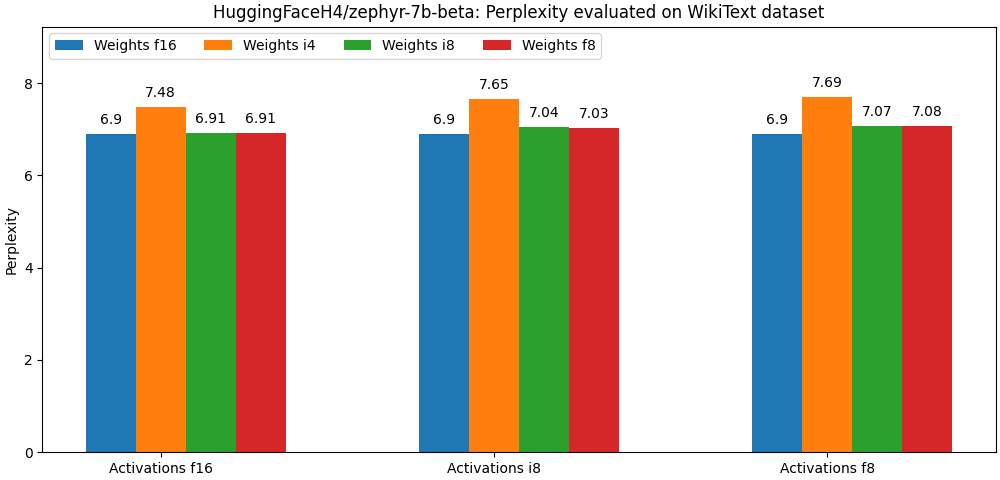 HuggingFaceH4/zephyr-7b-beta: Perplexity evaluated on WikiText dataset
Weights f16 Weights i4 Weights i8 Weights f8
Perplexity
8
6
4
2
0
6.9 7.48 6.91 6.91
6.9 7.65 7.04 7.03
6.9 7.69 7.07 7.08
Activations f16 Activations i8 Activations f8